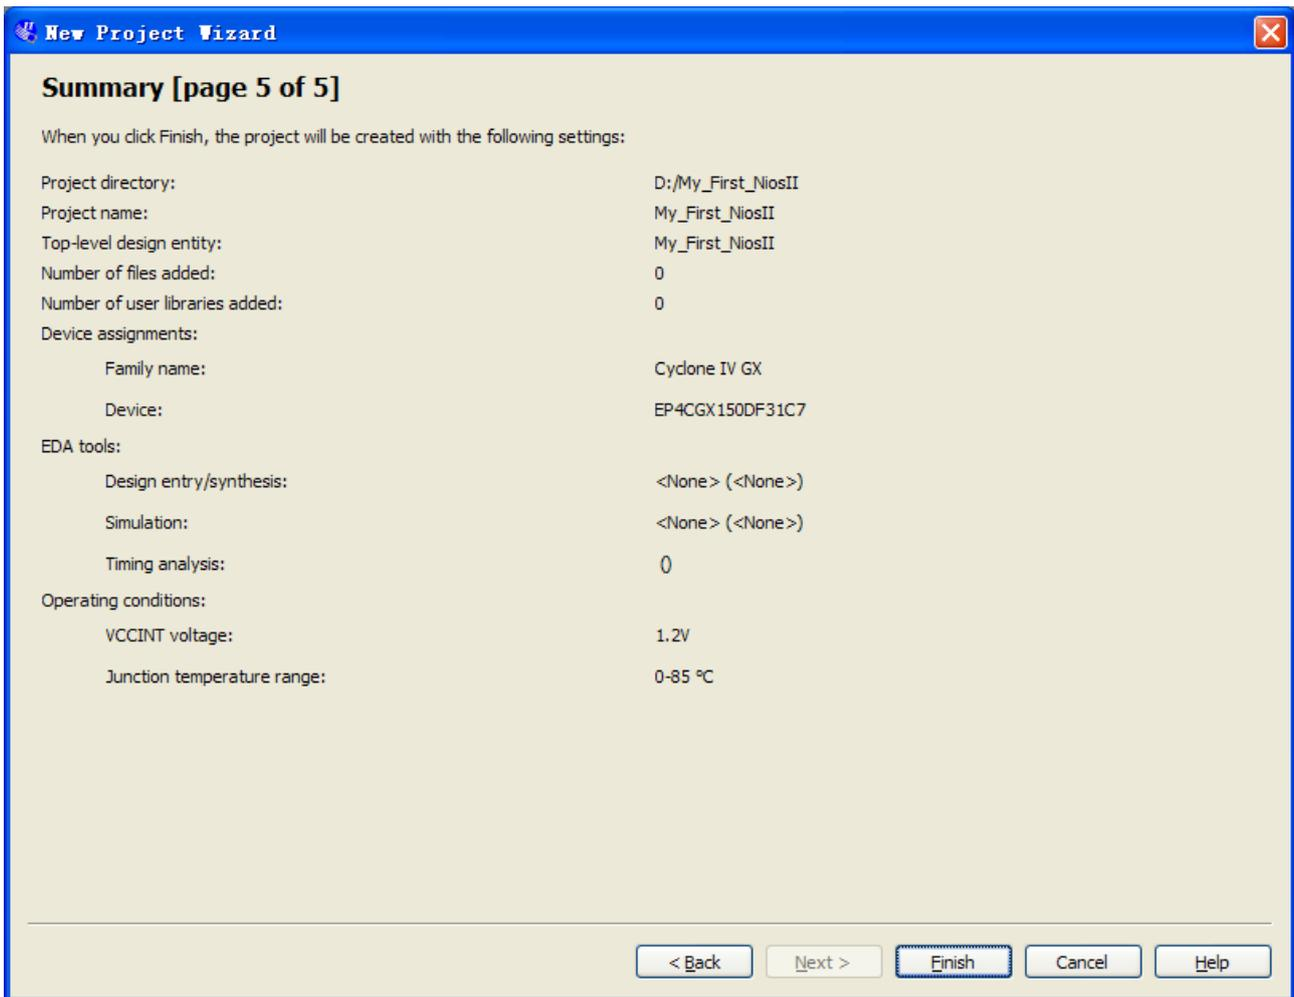 New Project Wizard
Summary [page 5 of 5]
When you click Finish, the project will be created with the following settings:
Project directory: D:/My_First_NiosII
Project name: My_First_NiosII
Top-level design entity: My_First_NiosII
Number of files added: 0
Number of user libraries added: 0
Device assignments:
Family name: Cyclone IV GX
Device: EP4CGX150DF31C7
EDA tools:
Design entry/synthesis: <None> (<None>)
Simulation: <None> (<None>)
Timing analysis: ()
Operating conditions:
VCCINT voltage: 1.2V
Junction temperature range: 0-85 ºC
< Back Next > Finish Cancel Help